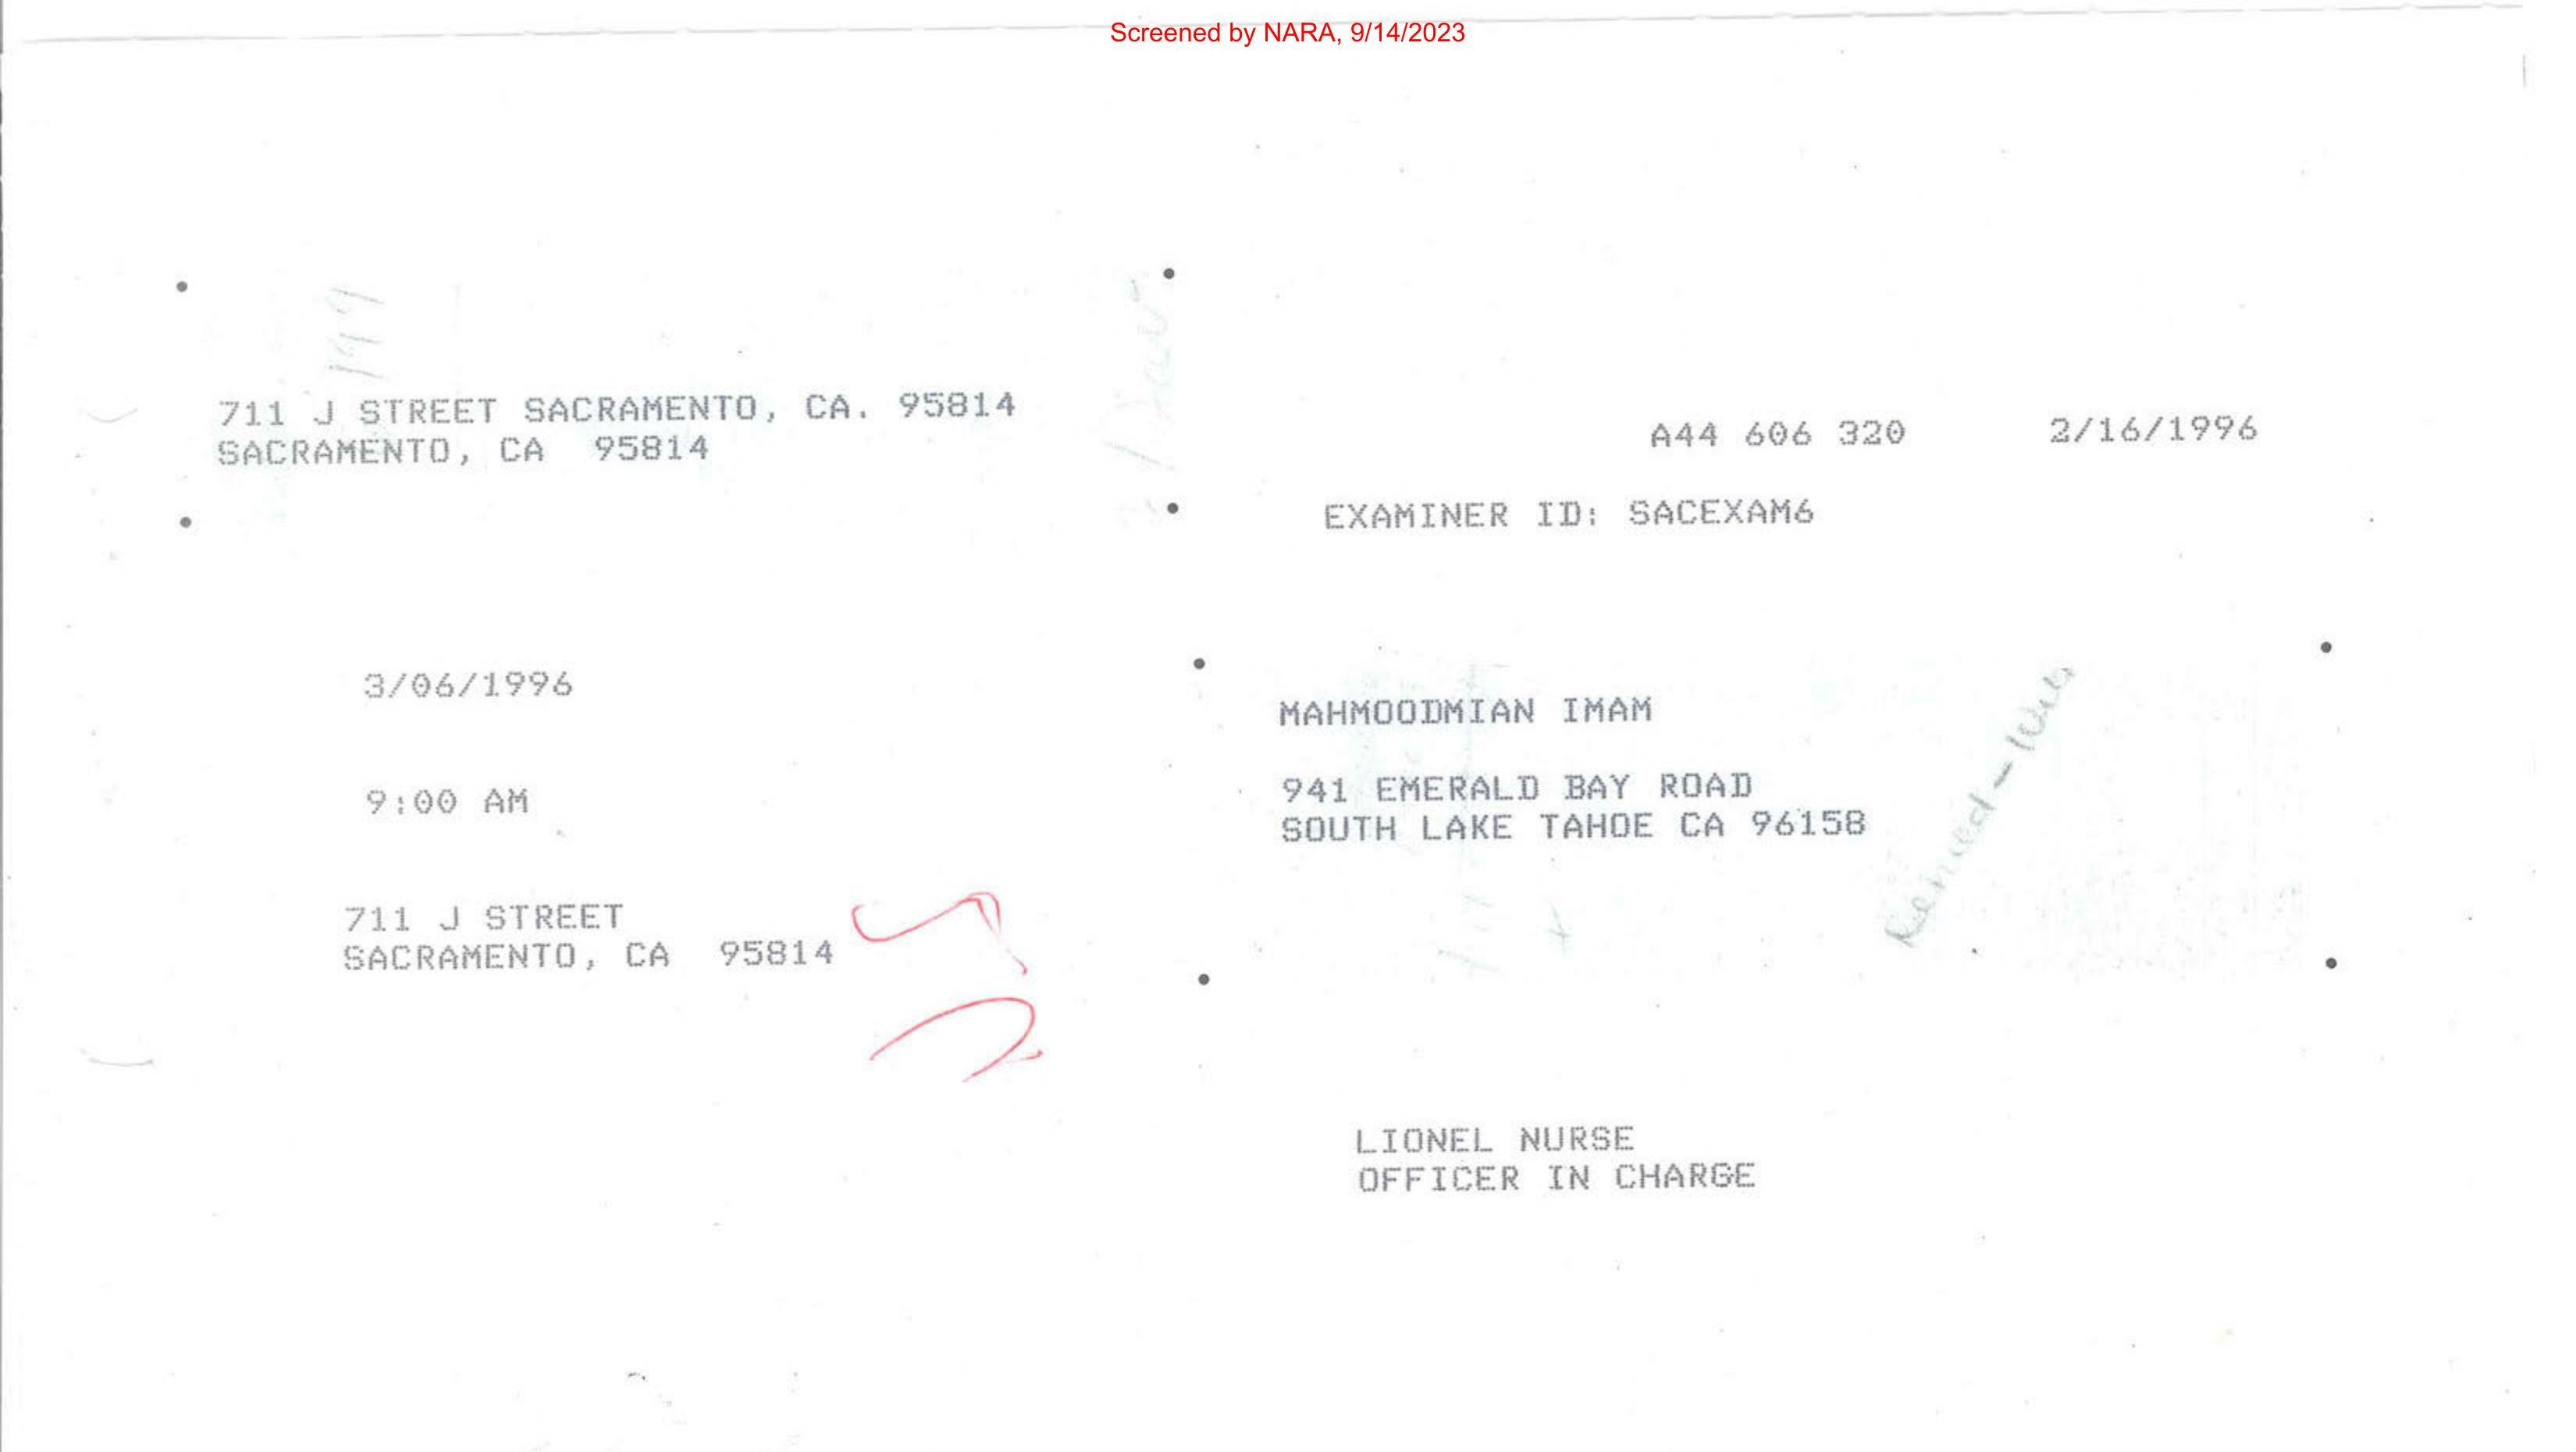 Screened by NARA, 9/14/2023
711 J STREET SACRAMENTO, CA. 95814
SACRAMENTO, CA 95814
A44 606 320 2/16/1996
EXAMINER ID: SACEXAM6
3/06/1996
9:00 AM
711 J STREET
SACRAMENTO, CA 95814
MAHMOODMIAN IMAM
941 EMERALD BAY ROAD
SOUTH LAKE TAHOE CA 96158
LIONEL NURSE
OFFICER IN CHARGE